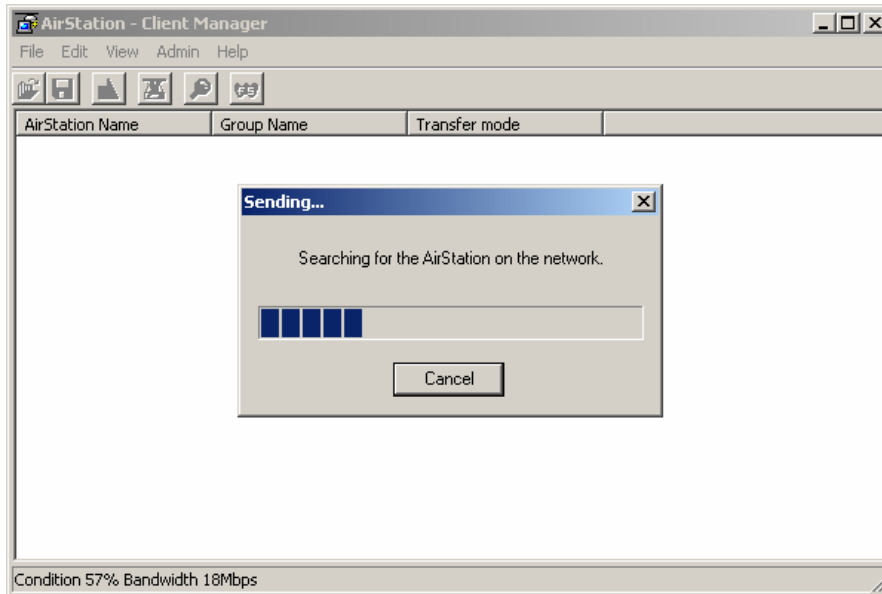 AirStation - Client Manager
File Edit View Admin Help
AirStation Name Group Name Transfer mode
Sending...
Searching for the AirStation on the network.
Cancel
Condition 57% Bandwidth 18Mbps